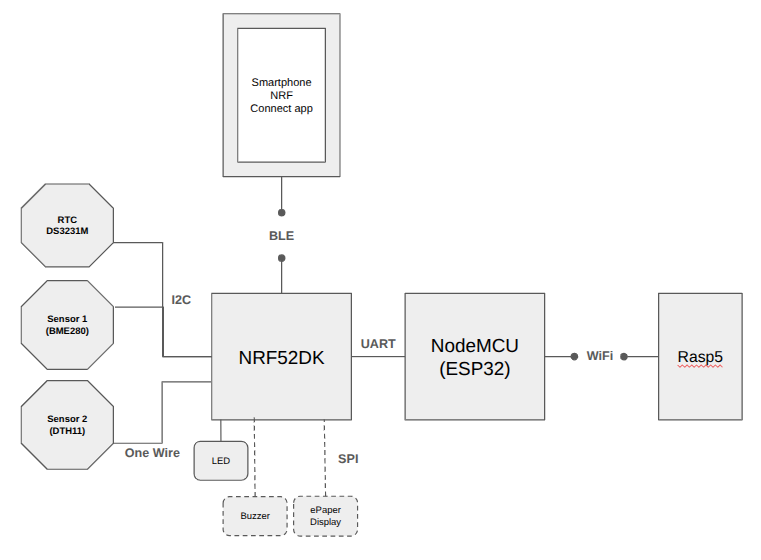 Smartphone
NRF
Connect app
BLE
RTC
DS3231M
I2C
Sensor 1
(BME280)
NRF52DK
UART
NodeMCU
(ESP32)
WiFi
Rasp5
Sensor 2
(DTH11)
One Wire
LED
SPI
Buzzer
ePaper
Display